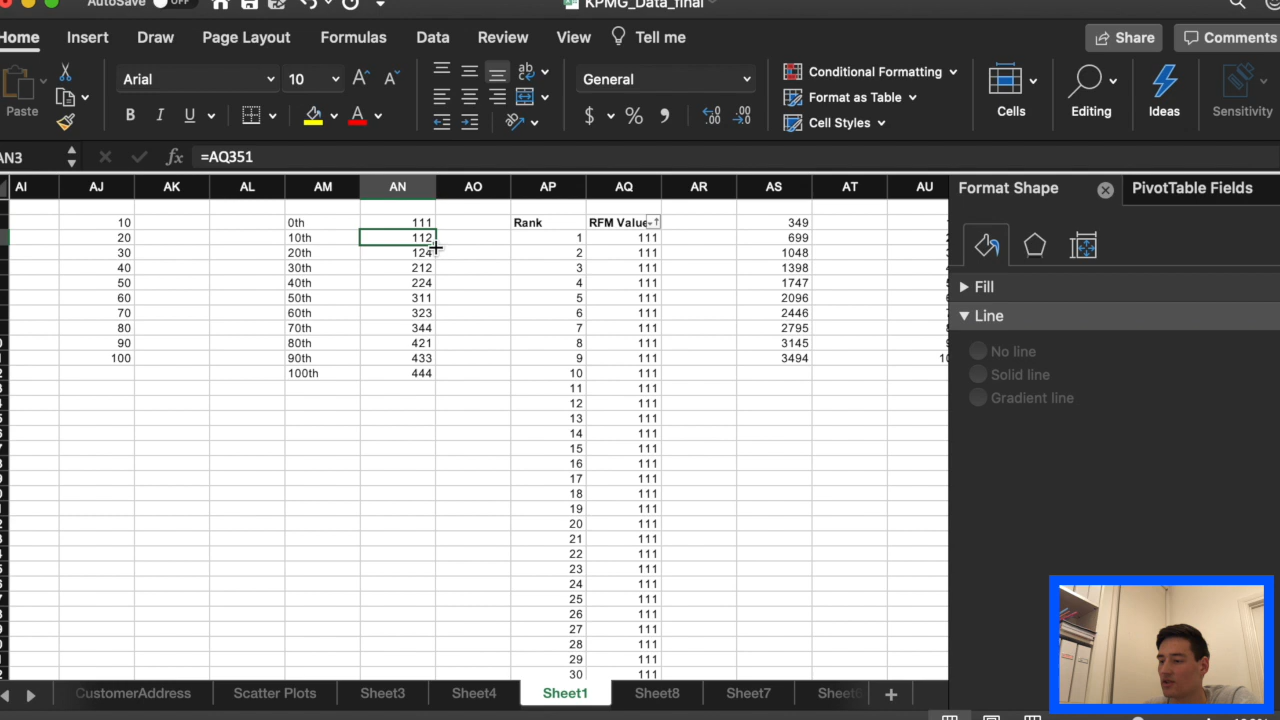 AutoSave OFF KPMG_Data_final
Home Insert Draw Page Layout Formulas Data Review View Tell me Share Comments
Arial 10 A A ab General Conditional Formatting
Format as Table
Cell Styles
Paste B I U A $ % Cells Editing Ideas Sensitivity
AN3 fx =AQ351
AI AJ AK AL AM AN AO AP AQ AR AS AT AU
10 0th 111 Rank RFM Value 349
20 10th 112 1 111 699
30 20th 124 2 111 1048
40 30th 212 3 111 1398
50 40th 224 4 111 1747
60 50th 311 5 111 2096
70 60th 323 6 111 2446
80 70th 344 7 111 2795
90 80th 421 8 111 3145
100 90th 433 9 111 3494
100th 444 10 111
11 111
12 111
13 111
14 111
15 111
16 111
17 111
18 111
19 111
20 111
21 111
22 111
23 111
24 111
25 111
26 111
27 111
28 111
29 111
30 111
Format Shape PivotTable Fields
Fill
Line
No line
Solid line
Gradient line
CustomerAddress Scatter Plots Sheet3 Sheet4 Sheet1 Sheet8 Sheet7